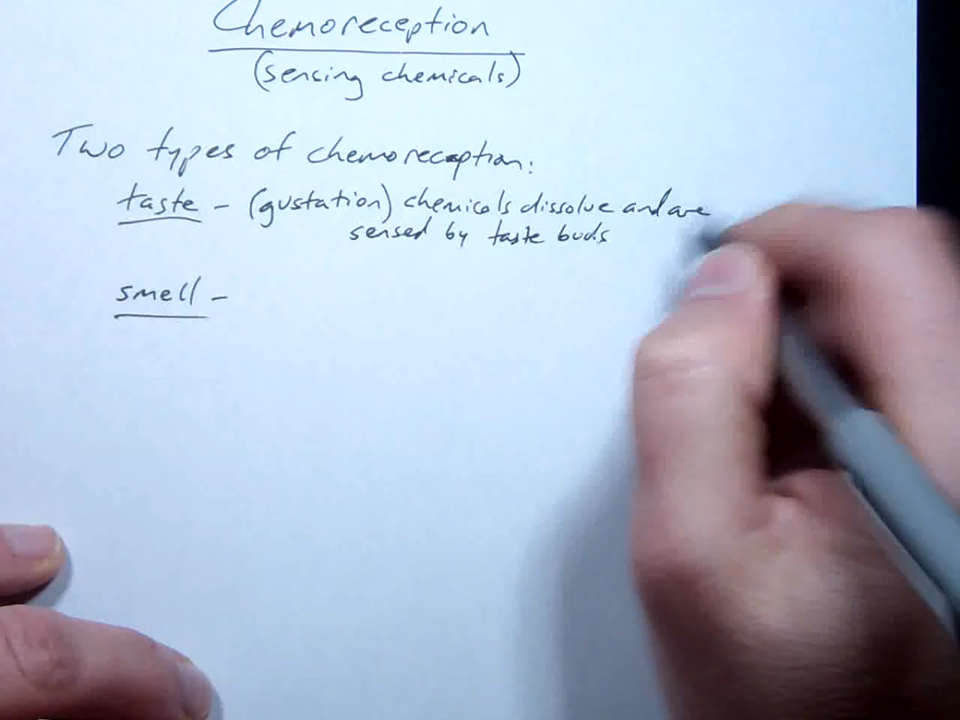 Chemoreception
(sensing chemicals)
Two types of chemoreception:
taste - (gustation) chemicals dissolve and are
sensed by taste buds
smell -